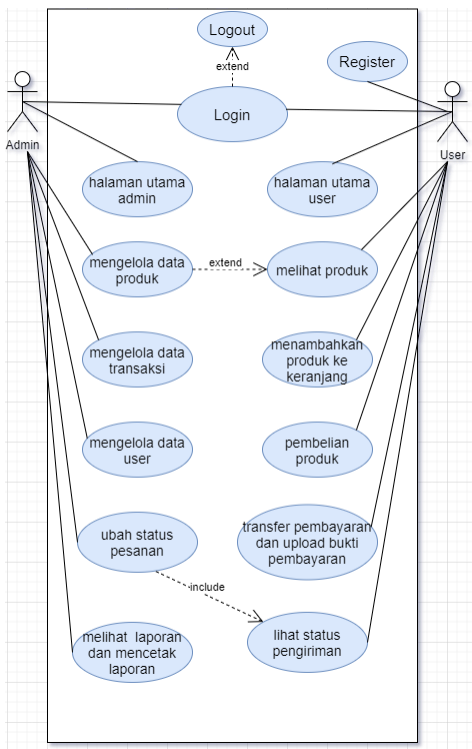 Logout
extend
Register
Login
Admin
User
halaman utama
admin
halaman utama
user
mengelola data
produk
extend
melihat produk
mengelola data
transaksi
menambahkan
produk ke
keranjang
mengelola data
user
pembelian
produk
ubah status
pesanan
transfer pembayaran
dan upload bukti
pembayaran
include
melihat laporan
dan mencetak
laporan
lihat status
pengiriman